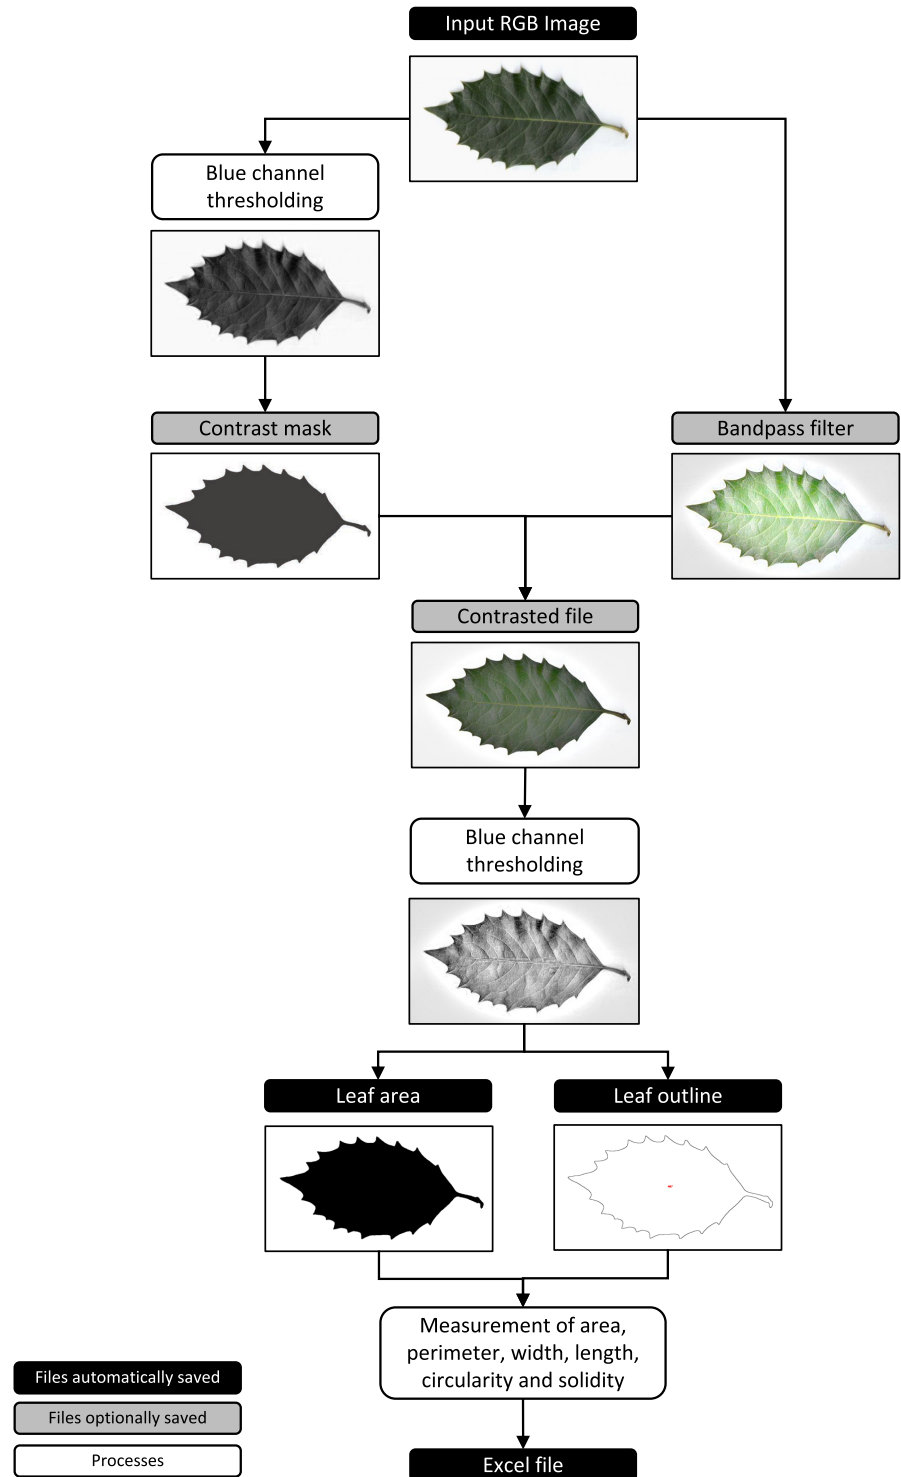 Input RGB Image
Blue channel
thresholding
Contrast mask
Bandpass filter
Contrasted file
Blue channel
thresholding
Leaf area
Leaf outline
Measurement of area,
perimeter, width, length,
circularity and solidity
Excel file
Files automatically saved
Files optionally saved
Processes